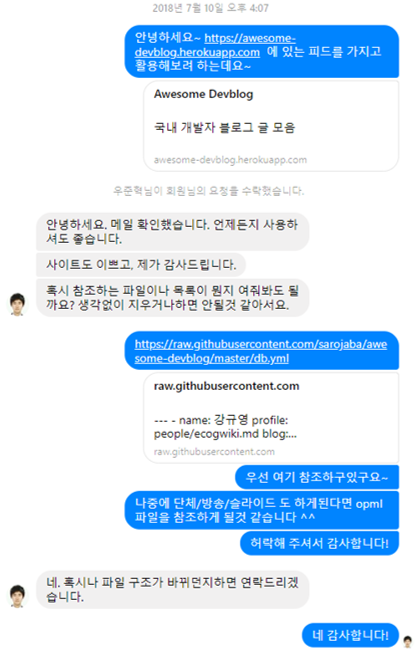 2018년 7월 10일 오후 4:07
안녕하세요~ https://awesome-
devblog.herokuapp.com 에 있는 피드를 가지고
활용해보려 하는데요~
Awesome Devblog
국내 개발자 블로그 글 모음
awesome-devblog.herokuapp.com
우준혁님이 회원님의 요청을 수락했습니다.
안녕하세요. 메일 확인했습니다. 언제든지 사용하
셔도 좋습니다.
사이트도 이쁘고, 제가 감사드립니다.
혹시 참조하는 파일이나 목록이 뭔지 여쭤봐도 될
까요? 생각없이 지우거나하면 안될것 같아서요.
https://raw.githubusercontent.com/sarojaba/awe
some-devblog/master/db.yml
raw.githubusercontent.com
--- - name: 강규영 profile:
people/ecogwiki.md blog:...
raw.githubusercontent.com
우선 여기 참조하구있구요~
나중에 단체/방송/슬라이드 도 하게된다면 opml
파일을 참조하게 될것 같습니다 ^^
허락해 주셔서 감사합니다!
네. 혹시나 파일 구조가 바뀌던지하면 연락드리겠
습니다.
네 감사합니다!